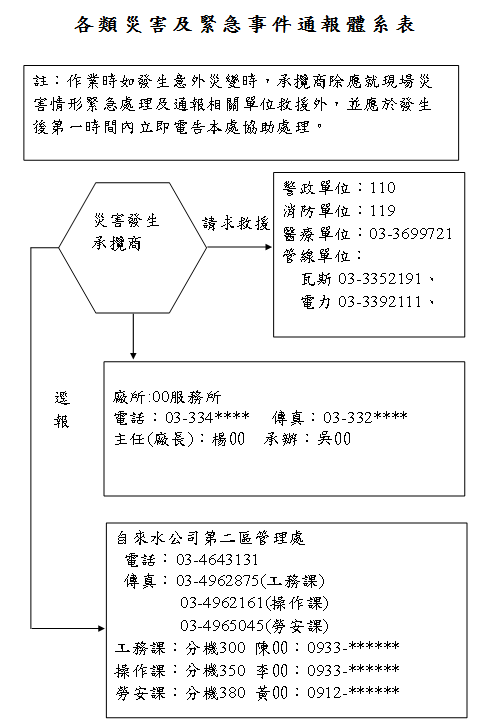 各類災害及緊急事件通報體系表
註：作業時如發生意外災變時，承攬商除應就現場災
害情形緊急處理及通報相關單位救援外，並應於發生
後第一時間內立即電告本處協助處理。
災害發生
承攬商
請求救援
警政單位：110
消防單位：119
醫療單位：03-3699721
管線單位：
瓦斯 03-3352191、
電力 03-3392111、
逕
報
廠所:00服務所
電話：03-334**** 傳真：03-332****
主任(廠長)：楊00 承辦：吳00
自來水公司第二區管理處
電話： 03-4643131
傳真： 03-4962875(工務課)
03-4962161(操作課)
03-4965045(勞安課)
工務課：分機300 陳00：0933-******
操作課：分機350 李00：0933-******
勞安課：分機380 黃00：0912-******